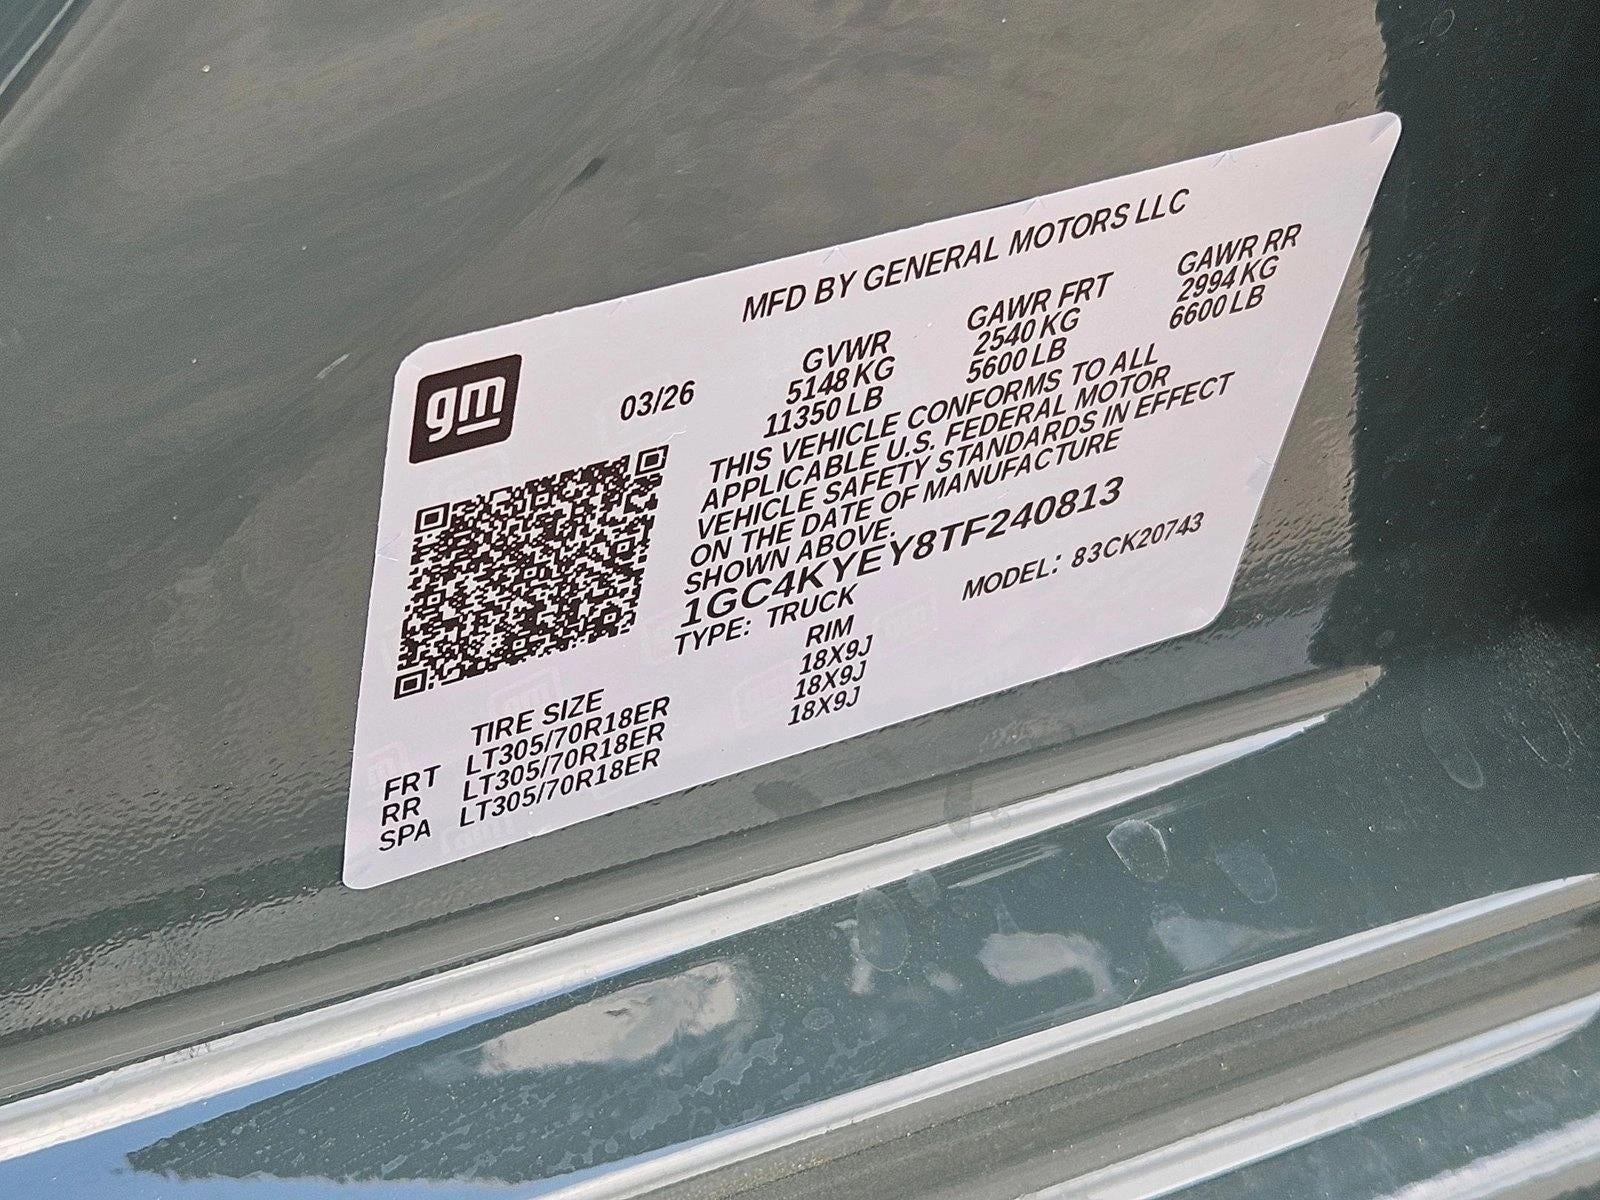 MFD BY GENERAL MOTORS LLC
gm
03/26
GVWR
5148 KG
11350 LB
GAWR FRT
2540 KG
5600 LB
GAWR RR
2994 KG
6600 LB
THIS VEHICLE CONFORMS TO ALL
APPLICABLE U.S. FEDERAL MOTOR
VEHICLE SAFETY STANDARDS IN EFFECT
ON THE DATE OF MANUFACTURE
SHOWN ABOVE.
1GC4KYEY8TF240813
TYPE: TRUCK
MODEL: 83CK20743
TIRE SIZE RIM
FRT LT305/70R18ER 18X9J
RR LT305/70R18ER 18X9J
SPA LT305/70R18ER 18X9J